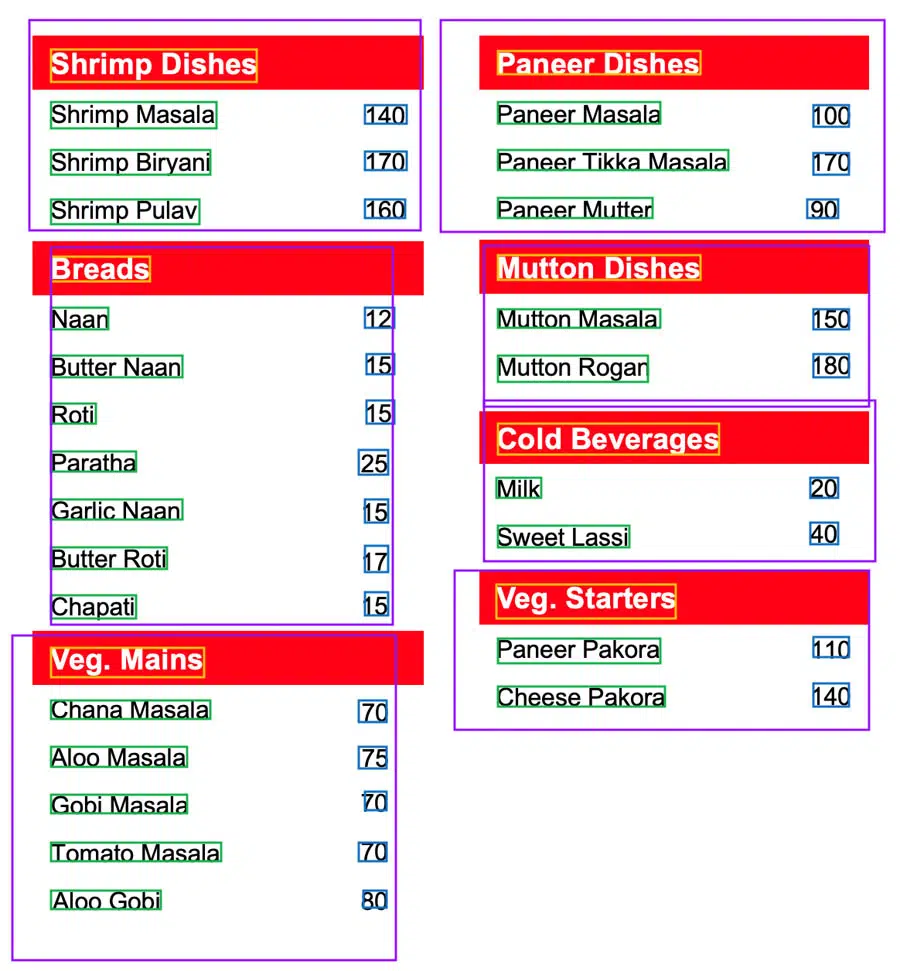 Shrimp Dishes
Shrimp Masala 140
Shrimp Biryani 170
Shrimp Pulav 160
Breads
Naan 12
Butter Naan 15
Roti 15
Paratha 25
Garlic Naan 15
Butter Roti 17
Chapati 15
Veg. Mains
Chana Masala 70
Aloo Masala 75
Gobi Masala 70
Tomato Masala 70
Aloo Gobi 80
Paneer Dishes
Paneer Masala 100
Paneer Tikka Masala 170
Paneer Mutter 90
Mutton Dishes
Mutton Masala 150
Mutton Rogan 180
Cold Beverages
Milk 20
Sweet Lassi 40
Veg. Starters
Paneer Pakora 110
Cheese Pakora 140